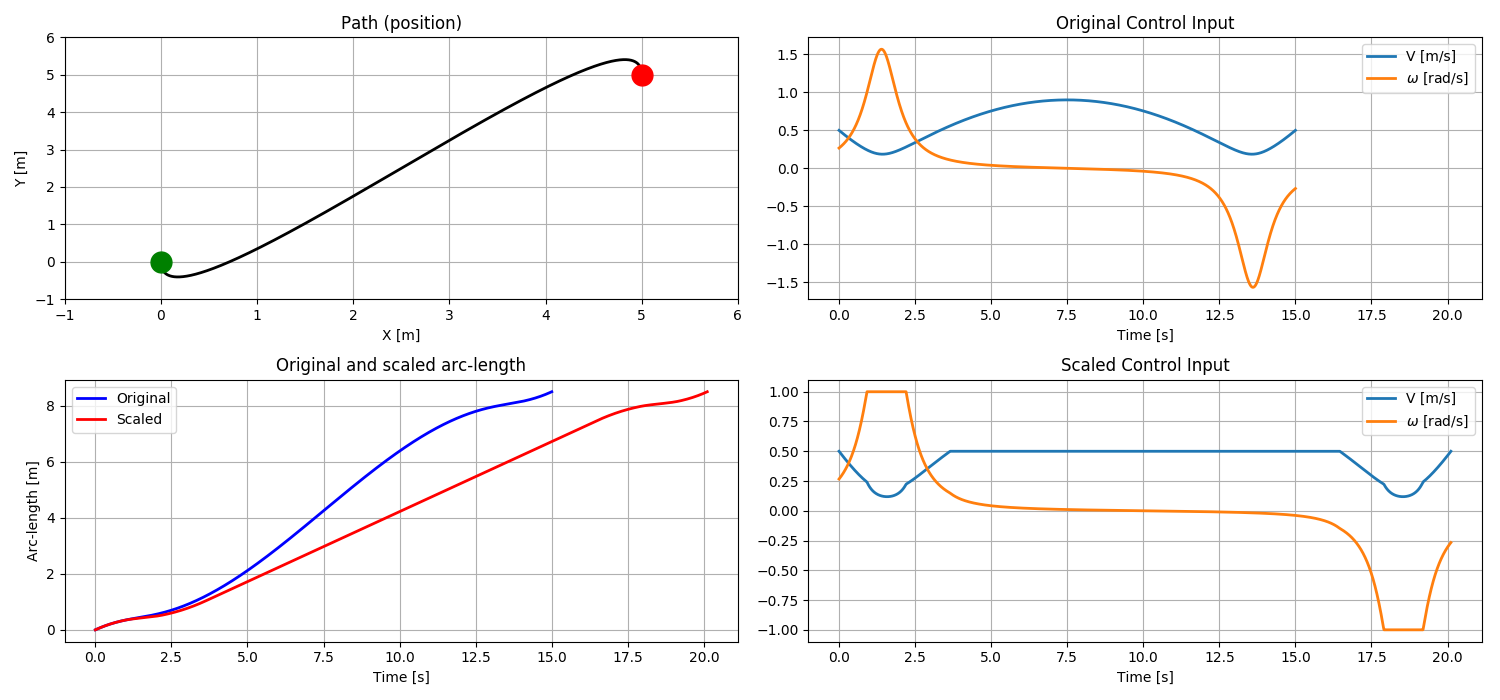 Path (position)
6
5
4
3
2
1
0
−1
Y [m]
−1 0 1 2 3 4 5 6
X [m]
Original Control Input
V [m/s]
ω [rad/s]
1.5
1.0
0.5
0.0
−0.5
−1.0
−1.5
0.0 2.5 5.0 7.5 10.0 12.5 15.0 17.5 20.0
Time [s]
Original and scaled arc-length
Original
Scaled
8
6
4
2
0
Arc-length [m]
0.0 2.5 5.0 7.5 10.0 12.5 15.0 17.5 20.0
Time [s]
Scaled Control Input
V [m/s]
ω [rad/s]
1.00
0.75
0.50
0.25
0.00
−0.25
−0.50
−0.75
−1.00
0.0 2.5 5.0 7.5 10.0 12.5 15.0 17.5 20.0
Time [s]